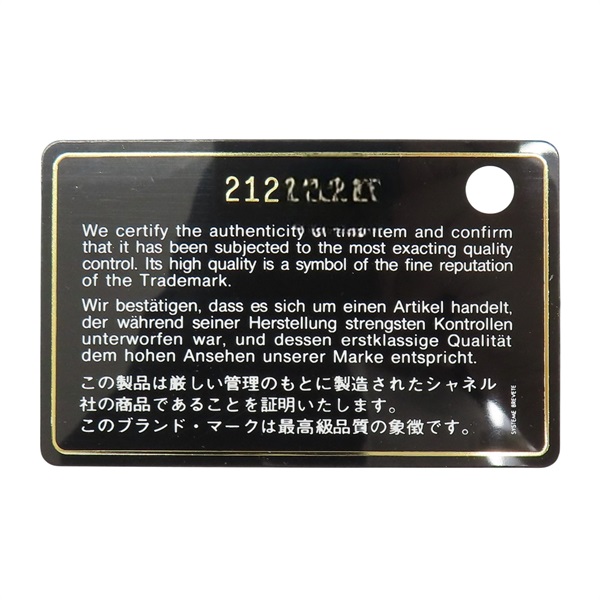 212
We certify the authenticity of this item and confirm
that it has been subjected to the most exacting quality
control. Its high quality is a symbol of the fine reputation
of the Trademark.
Wir bestätigen, dass es sich um einen Artikel handelt,
der während seiner Herstellung strengsten Kontrollen
unterworfen war, und dessen erstklassige Qualität
dem hohen Ansehen unserer Marke entspricht.
この製品は厳しい管理のもとに製造されたシャネル
社の商品であることを証明いたします。
このブランド・マークは最高級品質の象徴です。
SYSTEME BREVETE